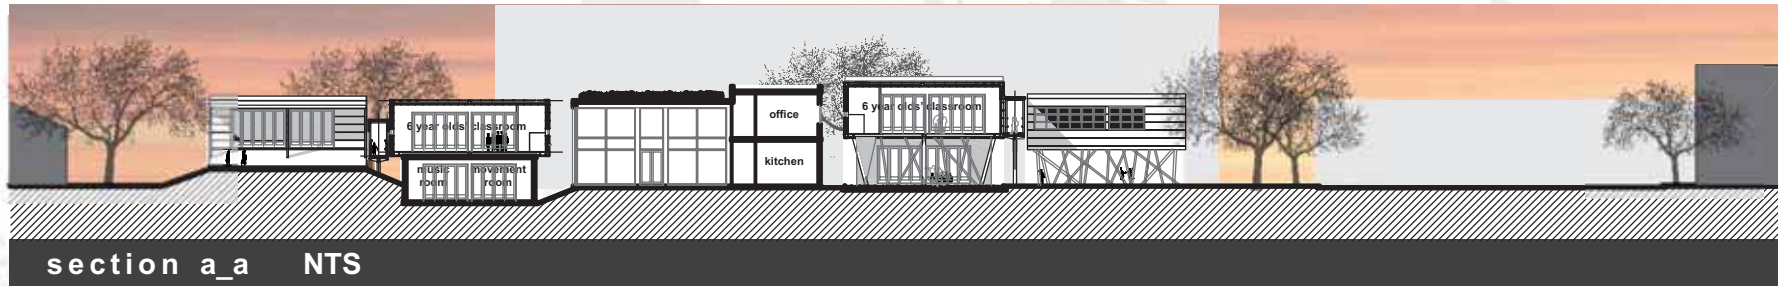 6 year olds' classroom
music room
movement room
office
kitchen
6 year olds' classroom
section a_a NTS